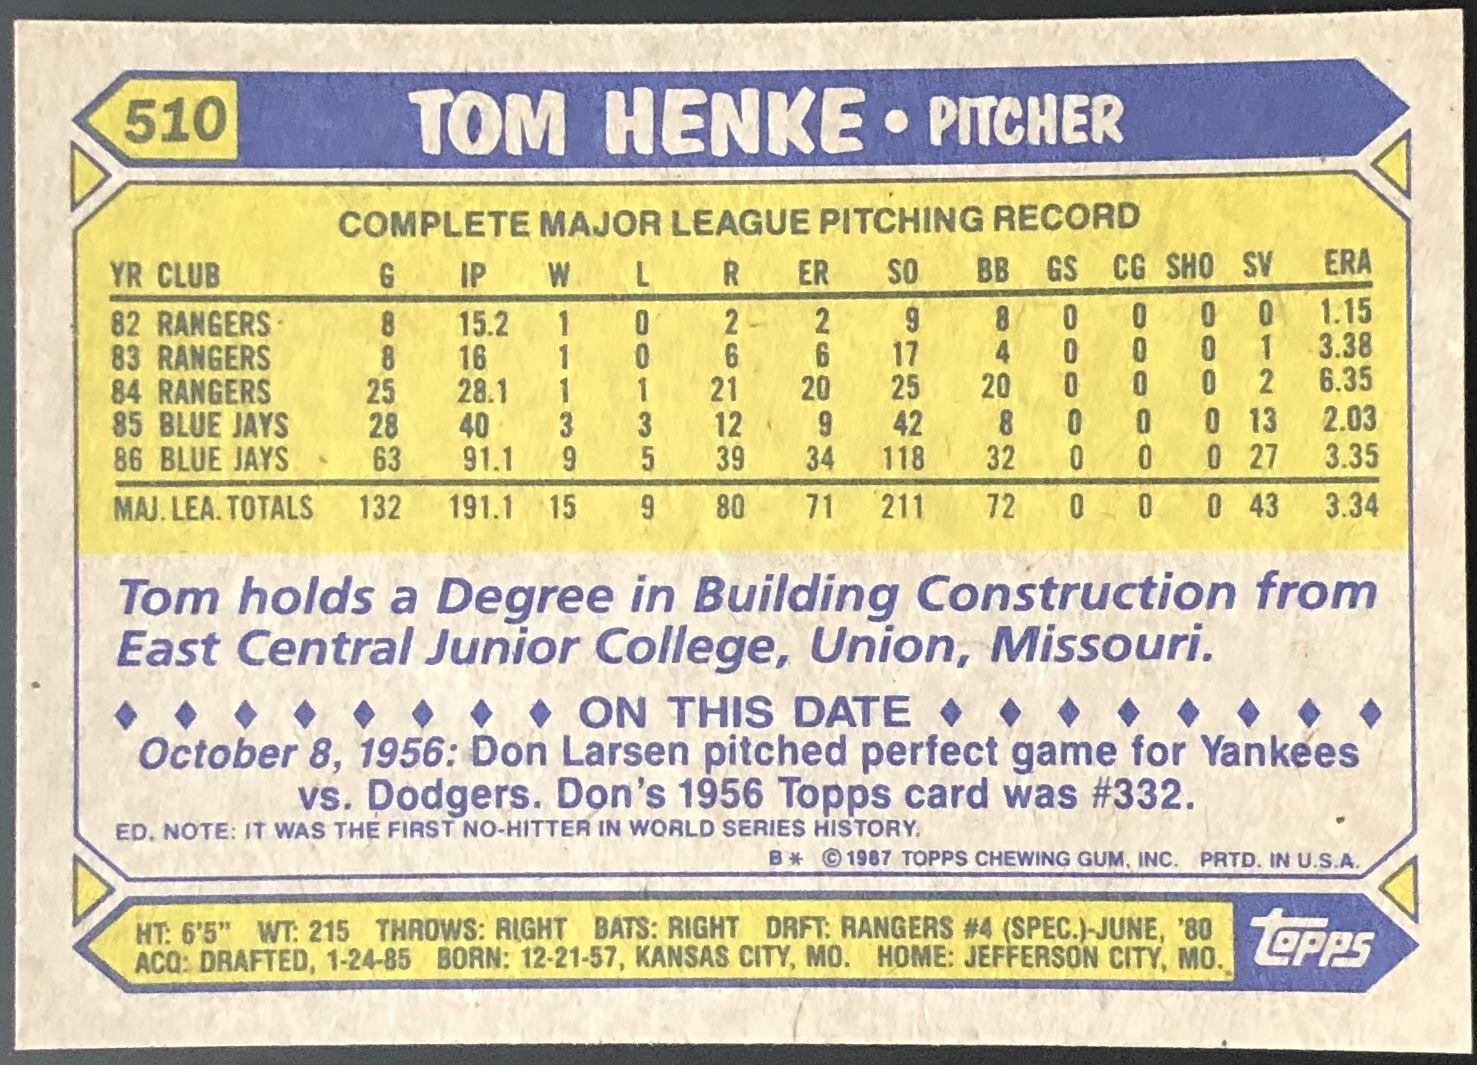 510 TOM HENKE • PITCHER
COMPLETE MAJOR LEAGUE PITCHING RECORD
YR CLUB G IP W L R ER SO BB GS CG SHO SV ERA
82 RANGERS 8 15.2 1 0 2 2 9 8 0 0 0 0 1.15
83 RANGERS 8 16 1 0 6 6 17 4 0 0 0 1 3.38
84 RANGERS 25 28.1 1 1 21 20 25 20 0 0 0 2 6.35
85 BLUE JAYS 28 40 3 3 12 9 42 8 0 0 0 13 2.03
86 BLUE JAYS 63 91.1 9 5 39 34 118 32 0 0 0 27 3.35
MAJ. LEA. TOTALS 132 191.1 15 9 80 71 211 72 0 0 0 43 3.34
Tom holds a Degree in Building Construction from
East Central Junior College, Union, Missouri.
♦ ♦ ♦ ♦ ♦ ♦ ♦ ♦ ON THIS DATE ♦ ♦ ♦ ♦ ♦ ♦ ♦ ♦
October 8, 1956: Don Larsen pitched perfect game for Yankees
vs. Dodgers. Don's 1956 Topps card was #332.
ED. NOTE: IT WAS THE FIRST NO-HITTER IN WORLD SERIES HISTORY.
B* © 1987 TOPPS CHEWING GUM, INC. PRTD. IN U.S.A.
HT: 6'5" WT: 215 THROWS: RIGHT BATS: RIGHT DRFT: RANGERS #4 (SPEC.)-JUNE, '80
ACQ: DRAFTED, 1-24-85 BORN: 12-21-57, KANSAS CITY, MO. HOME: JEFFERSON CITY, MO.
topps